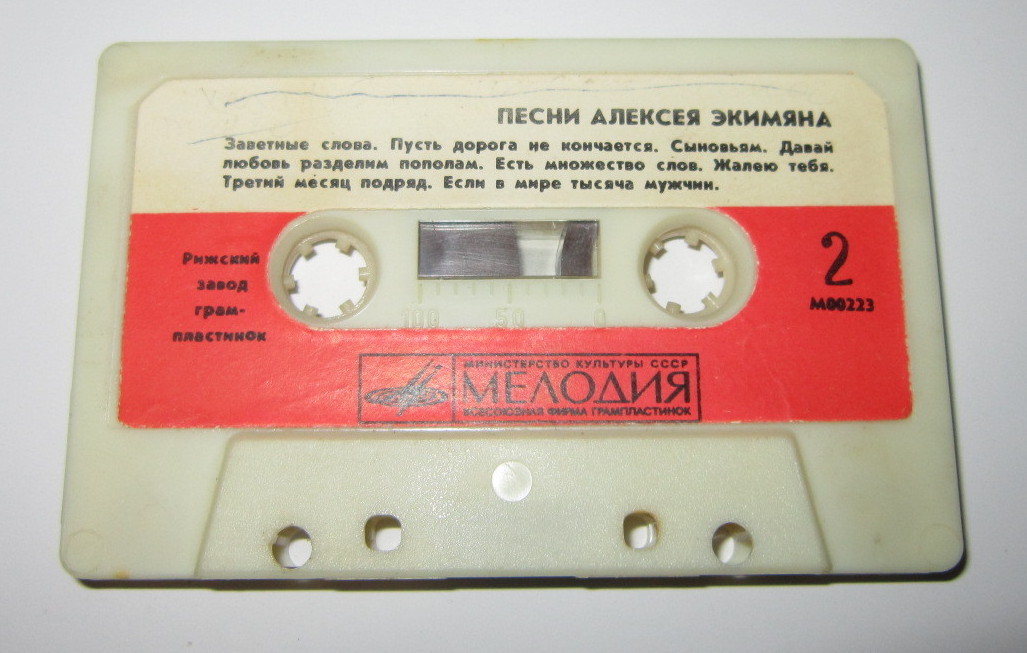 ПЕСНИ АЛЕКСЕЯ ЭКИМЯНА
Заветные слова. Пусть дорога не кончается. Сыновьям. Давай
любовь разделим пополам. Есть множество слов. Жалею тебя.
Третий месяц подряд. Если в мире тысяча мужчин.
Рижский
завод
грам-
пластинок
2
М00223
100 50 0
МИНИСТЕРСТВО КУЛЬТУРЫ СССР
МЕЛОДИЯ
ВСЕСОЮЗНАЯ ФИРМА ГРАМПЛАСТИНОК